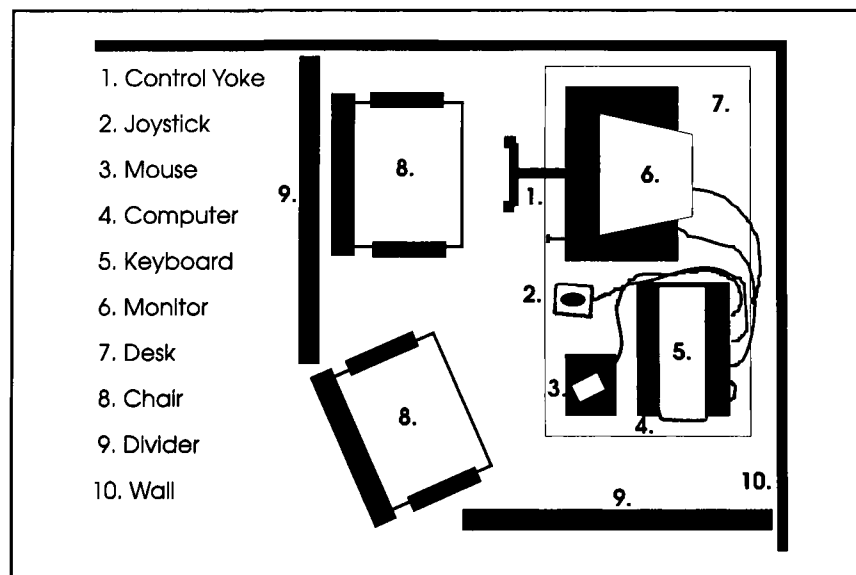 1. Control Yoke
2. Joystick
3. Mouse
4. Computer
5. Keyboard
6. Monitor
7. Desk
8. Chair
9. Divider
10. Wall
7.
8.
6.
9.
1.
2.
5.
3.
8.
4.
10.
9.